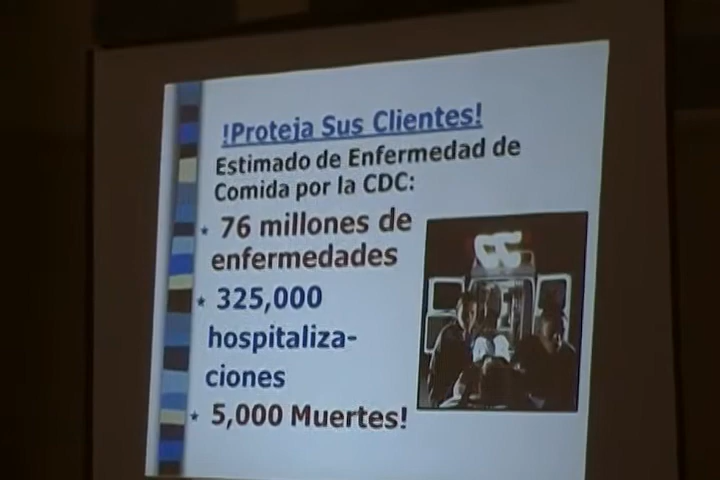 !Proteja Sus Clientes!
Estimado de Enfermedad de
Comida por la CDC:
* 76 millones de
enfermedades
* 325,000
hospitaliza-
ciones
* 5,000 Muertes!